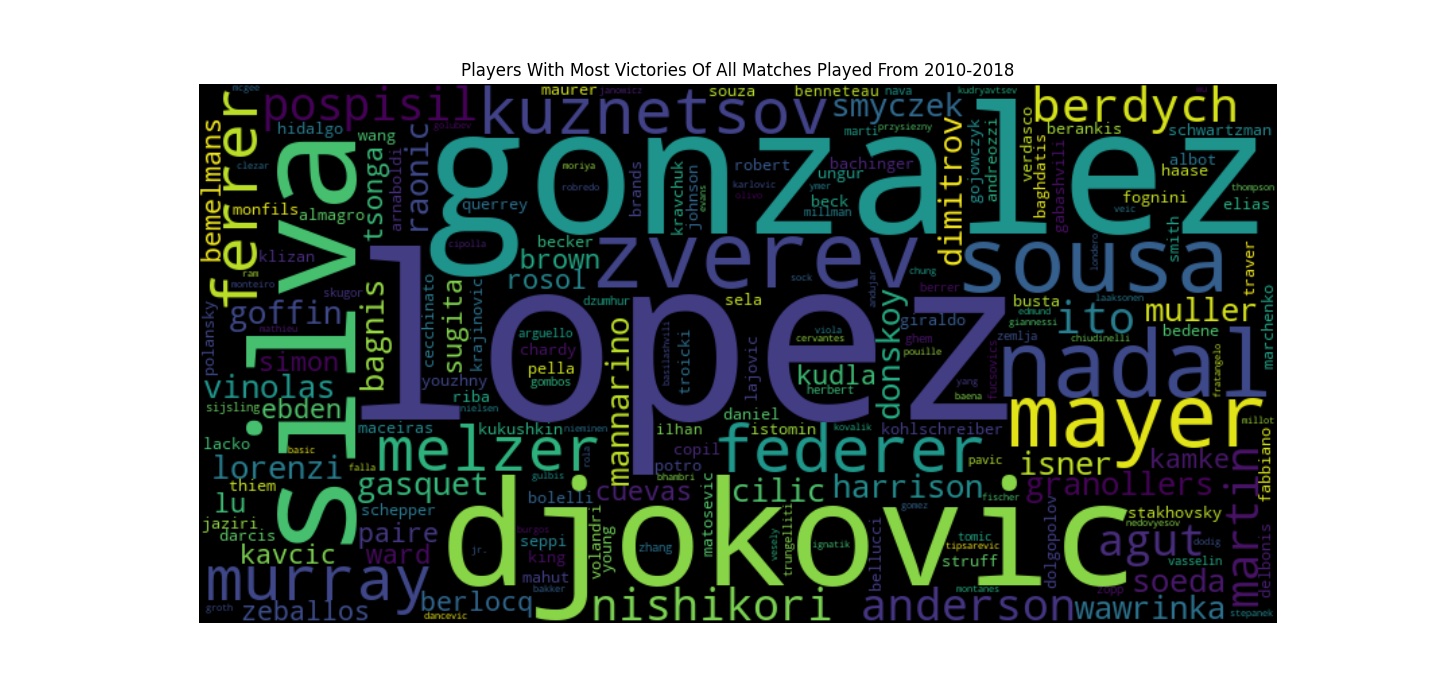 Players With Most Victories Of All Matches Played From 2010-2018
mcgee
pospisil
kuznetsov
maurer
janowicz
souza
benneteau
nava
kudryavtsev
smyczek
berdych
bemelmans
ferrer
hidalgo
golubev
wang
marti
przysiezny
gojowczyk
andreozzi
verdasco
berankis
schwartzman
silva
tsonga
arnaboldi
raonic
gonzalez
clezar
moriya
robredo
brands
kravchuk
johnson
evans
robert
karlovic
olivo
ymer
bachinger
ungur
beck
millman
dimitrov
baghdatis
gabashvili
albot
haase
fognini
thompson
elias
monfils
almagro
querrey
veic
smith
klizan
cipolla
becker
brown
rosol
zverev
sousa
londero
traver
ram
monteiro
skugor
chung
sock
andujar
berrer
polansky
goffin
mathieu
bagnis
cecchinato
sugita
krajinovic
lopez
dzumhur
sela
donskoy
giraldo
busta
edmund
giannessi
laaksonen
ito
muller
bedene
marchenko
simon
arguello
chardy
pella
gombos
mannarino
basilashvili
troicki
lajovic
viola
cervantes
ghem
pouille
zemlja
chiudinelli
nadal
fratangelo
vinolas
youzhny
riba
nielsen
kudla
herbert
yang
baena
fucsovics
sijsling
ebden
daniel
mayer
millot
maceiras
kukushkin
nieminen
ilhan
istomin
kovalik
kohlschreiber
lacko
basic
melzer
rola
copil
potro
bhambri
federer
pavic
isner
kamke
fabbiano
lorenzi
falla
gulbis
thiem
gasquet
bolelli
cuevas
matosevic
cilic
harrison
fischer
granollers
martin
lu
schepper
gomez
dolgopolov
stakhovsky
nedovyesov
jaziri
darcis
paire
djokovic
burgos
seppi
volandri
young
zhang
vesely
trungelliti
ignatik
bellucci
tomic
tipsarevic
struff
agut
dodig
vasselin
delbonis
kavcic
ward
jr.
king
mahut
bakker
montanes
zopp
soeda
murray
groth
zeballos
berlocq
dancevic
nishikori
anderson
wawrinka
stepanek